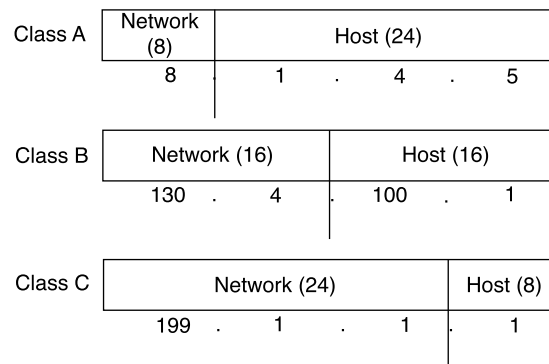 Class A Network (8) Host (24)
8 . 1 . 4 . 5
Class B Network (16) Host (16)
130 . 4 . 100 . 1
Class C Network (24) Host (8)
199 . 1 . 1 . 1